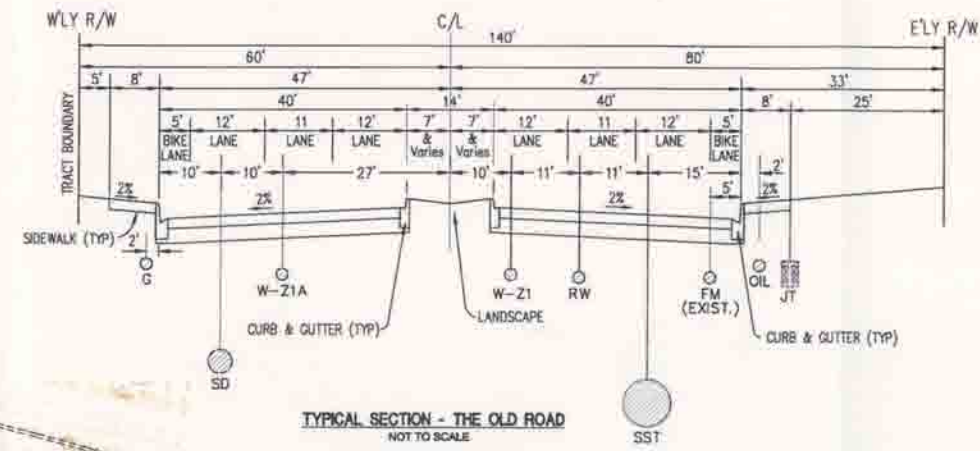 W'LY R/W
C/L
E'LY R/W
140'
60'
80'
5'
8'
47'
47'
33'
40'
14'
40'
8'
25'
5'
12'
11
12'
7'
7'
12'
11
12'
5'
BIKE LANE
LANE
LANE
LANE
& Varies
& Varies
LANE
LANE
LANE
BIKE LANE
TRACT BOUNDARY
10'
10'
27'
10'
11'
11'
15'
2'
2%
2%
2%
5'
2%
SIDEWALK (TYP)
2'
G
W-Z1A
W-Z1
RW
FM
(EXIST.)
OIL
JT
LANDSCAPE
CURB & GUTTER (TYP)
CURB & GUTTER (TYP)
SD
SST
TYPICAL SECTION - THE OLD ROAD
NOT TO SCALE